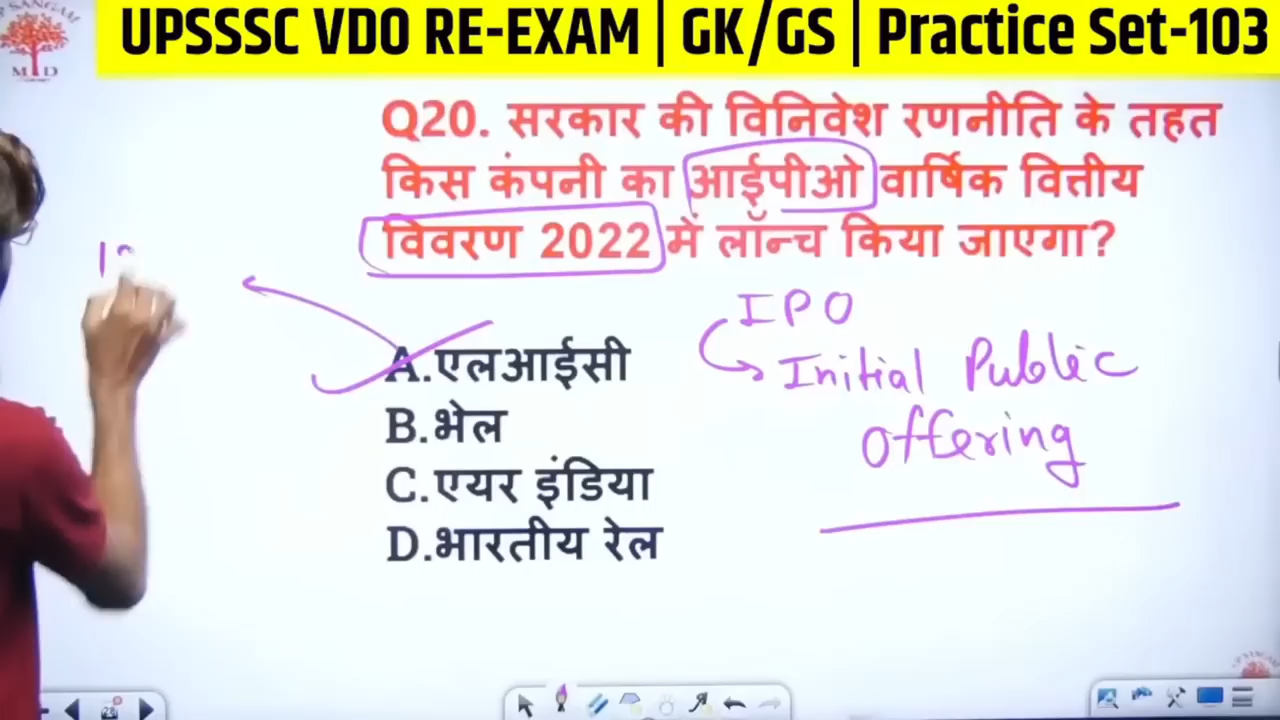 UPSSSC VDO RE-EXAM | GK/GS | Practice Set-103
Q20. सरकार की विनिवेश रणनीति के तहत
किस कंपनी का आईपीओ वार्षिक वित्तीय
विवरण 2022 में लॉन्च किया जाएगा?
IPO
Initial Public
Offering
A.एलआईसी
B.भेल
C.एयर इंडिया
D.भारतीय रेल